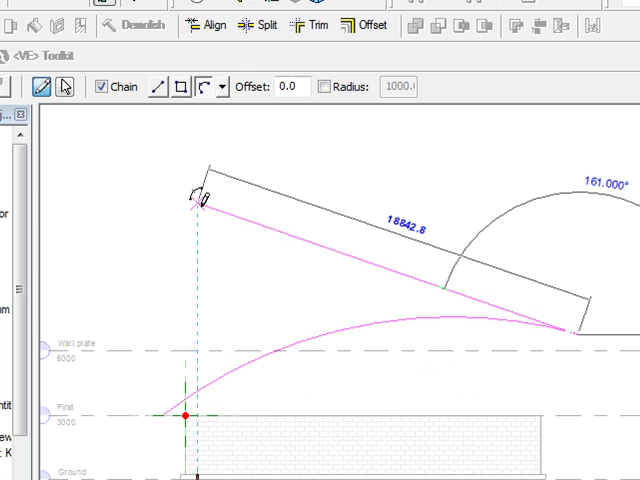 Demolish Align Split Trim Offset
<VE> Toolkit
Chain Offset: 0.0 Radius: 1000.
161.000°
18842.8
Wall plate
6000
First
3000
Ground